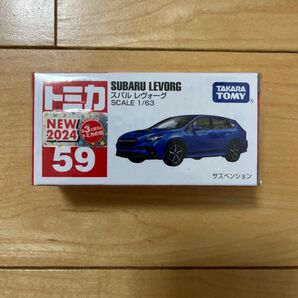 トミカ
NEW
2024
59
SUBARU LEVORG
スバル レヴォーグ
SCALE 1/63
TAKARA
TOMY
サスペンション